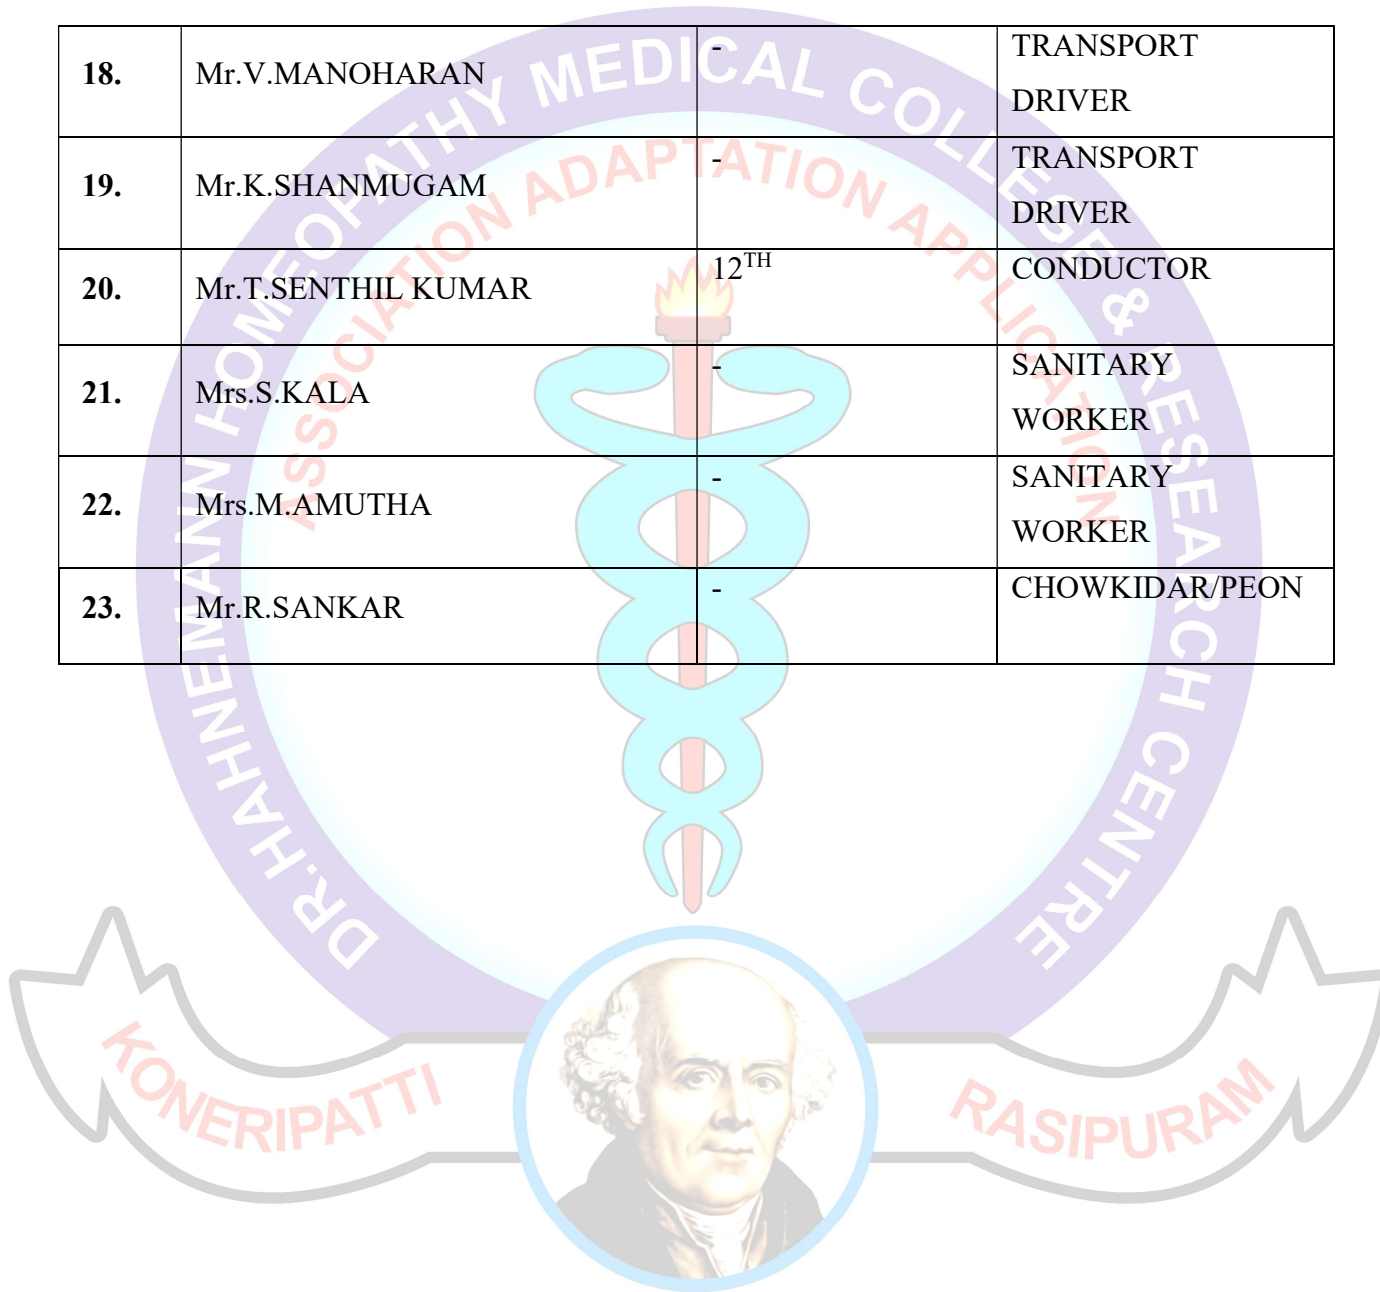 18. Mr.V.MANOHARAN - TRANSPORT
DRIVER
19. Mr.K.SHANMUGAM - TRANSPORT
DRIVER
20. Mr.T.SENTHIL KUMAR 12TH CONDUCTOR
21. Mrs.S.KALA - SANITARY
WORKER
22. Mrs.M.AMUTHA - SANITARY
WORKER
23. Mr.R.SANKAR - CHOWKIDAR/PEON
DR.HAHNEMANN HOMEOPATHY MEDICAL COLLEGE & RESEARCH CENTRE
ASSOCIATION ADAPTATION APPLICATION
KONERIPATTI
RASIPURAM